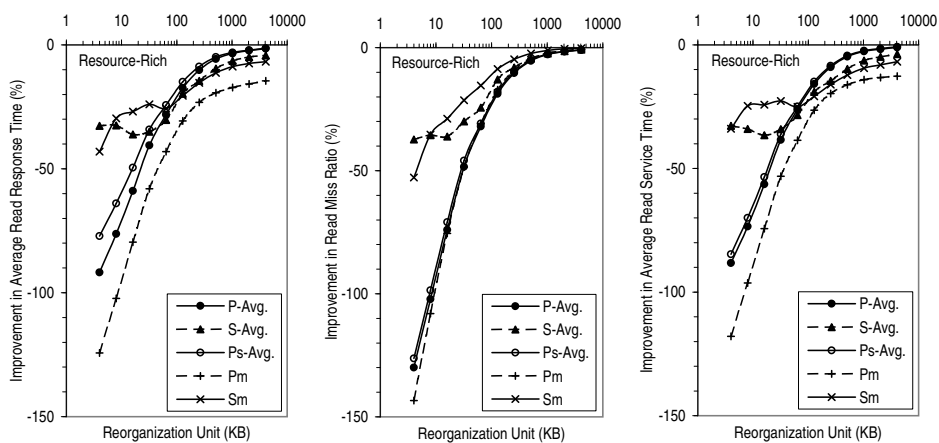 1 10 100 1000 10000
0
-50
-100
-150
Resource-Rich
P-Avg.
S-Avg.
Ps-Avg.
Pm
Sm
Improvement in Average Read Response Time (%)
Reorganization Unit (KB)
1 10 100 1000 10000
0
-50
-100
-150
Resource-Rich
P-Avg.
S-Avg.
Ps-Avg.
Pm
Sm
Improvement in Read Miss Ratio (%)
Reorganization Unit (KB)
1 10 100 1000 10000
0
-50
-100
-150
Resource-Rich
P-Avg.
S-Avg.
Ps-Avg.
Pm
Sm
Improvement in Average Read Service Time (%)
Reorganization Unit (KB)